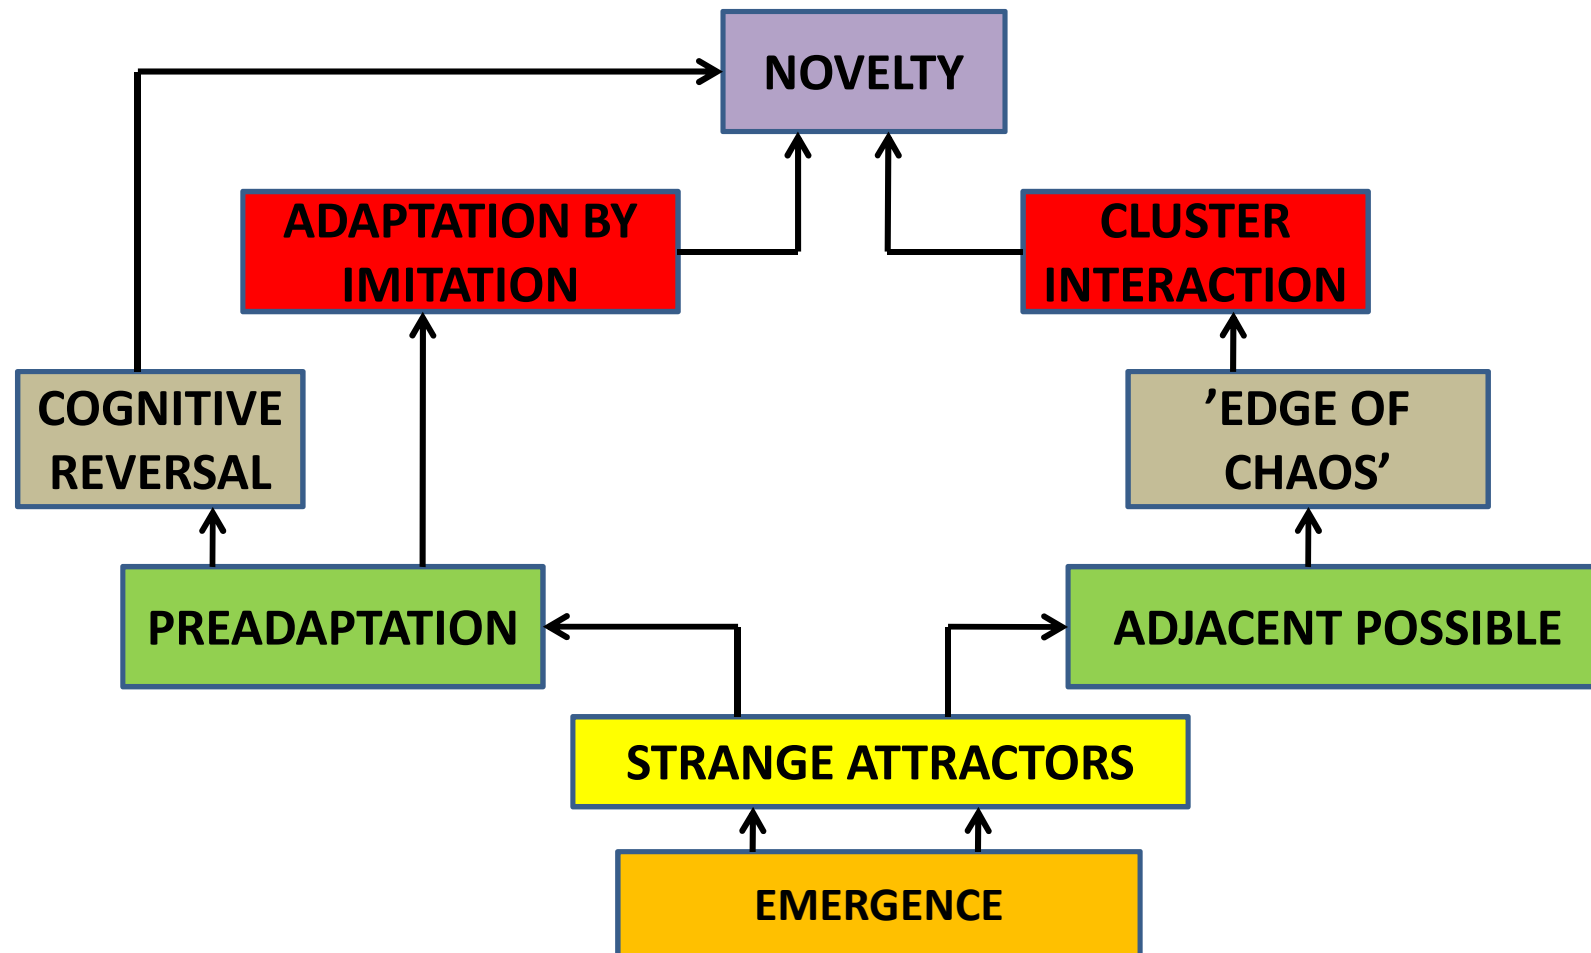 NOVELTY
ADAPTATION BY
IMITATION
CLUSTER
INTERACTION
COGNITIVE
REVERSAL
’EDGE OF
CHAOS’
PREADAPTATION
ADJACENT POSSIBLE
STRANGE ATTRACTORS
EMERGENCE